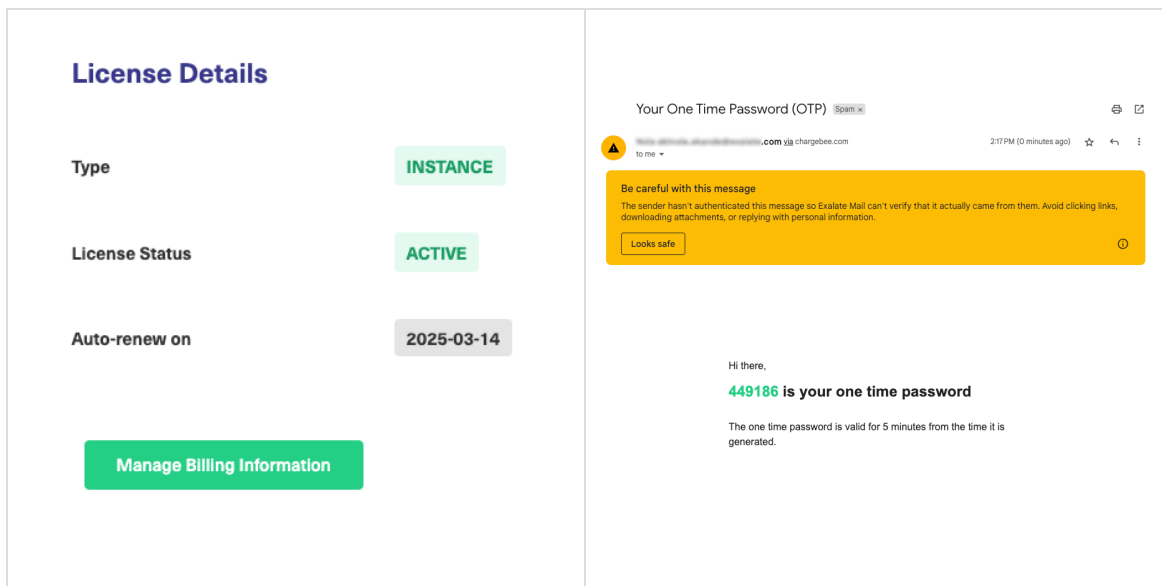 License Details
Type
INSTANCE
License Status
ACTIVE
Auto-renew on
2025-03-14
Manage Billing Information
Your One Time Password (OTP) Spam x
.com via chargebee.com
2:17 PM (0 minutes ago)
to me
Be careful with this message
The sender hasn't authenticated this message so Exalate Mail can't verify that it actually came from them. Avoid clicking links,
downloading attachments, or replying with personal information.
Looks safe
Hi there,
449186 is your one time password
The one time password is valid for 5 minutes from the time it is
generated.